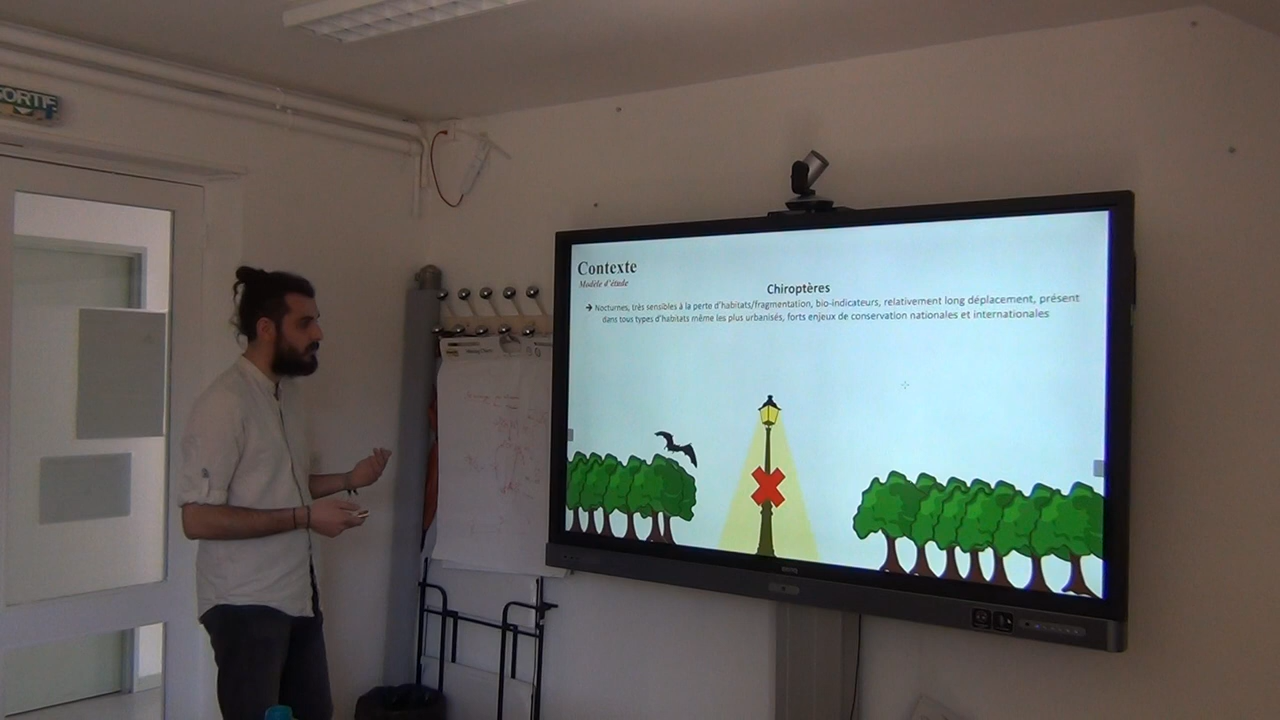 SORTIE
Contexte
Modèle d'étude
Chiroptères
➔ Nocturnes, très sensibles à la perte d'habitats/fragmentation, bio-indicateurs, relativement long déplacement, présent
dans tous types d'habitats même les plus urbanisés, forts enjeux de conservation nationales et internationales